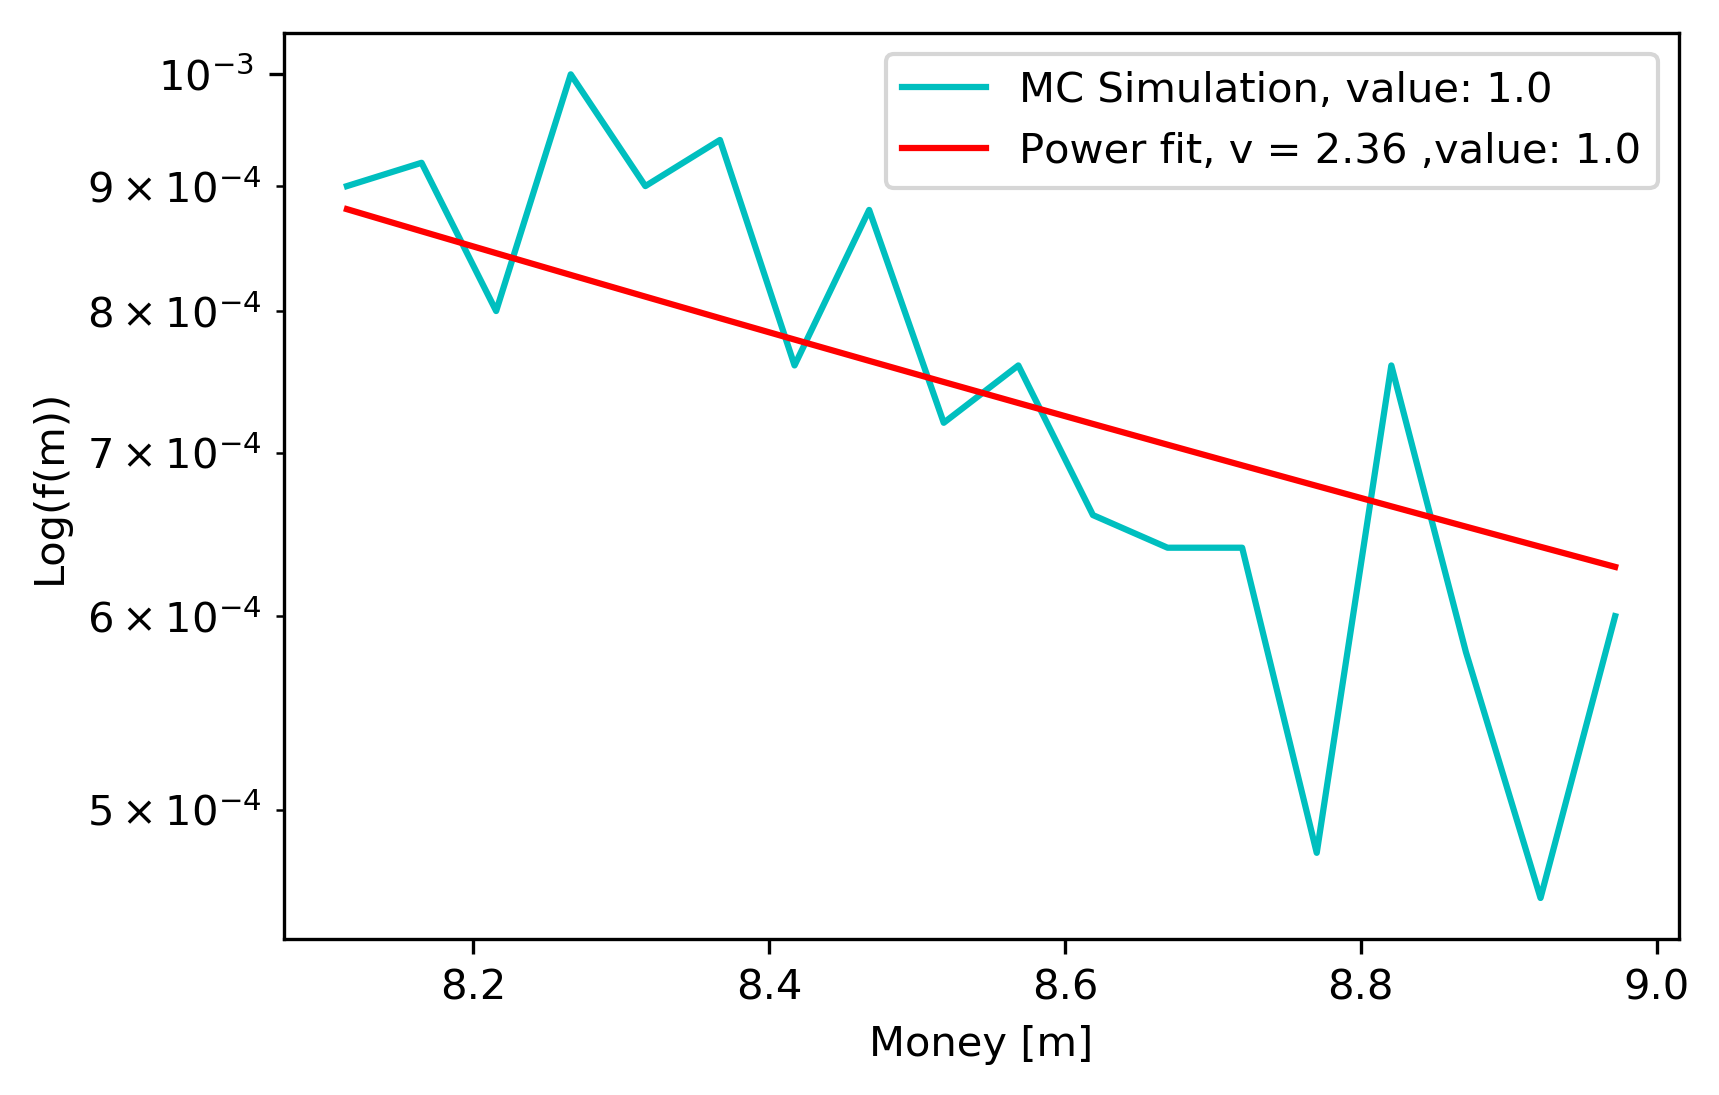 MC Simulation, value: 1.0
Power fit, v = 2.36 ,value: 1.0
Log(f(m))
10⁻³
9×10⁻⁴
8×10⁻⁴
7×10⁻⁴
6×10⁻⁴
5×10⁻⁴
8.2 8.4 8.6 8.8 9.0
Money [m]